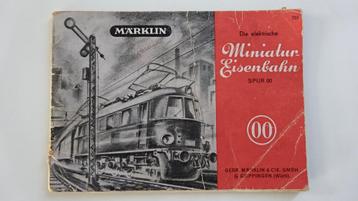 MÄRKLIN
Die elektrische
Miniatur
Eisenbahn
SPUR 00
00
GEBR. MÄRKLIN & CIE. GMBH
GÖPPINGEN (Württ.)